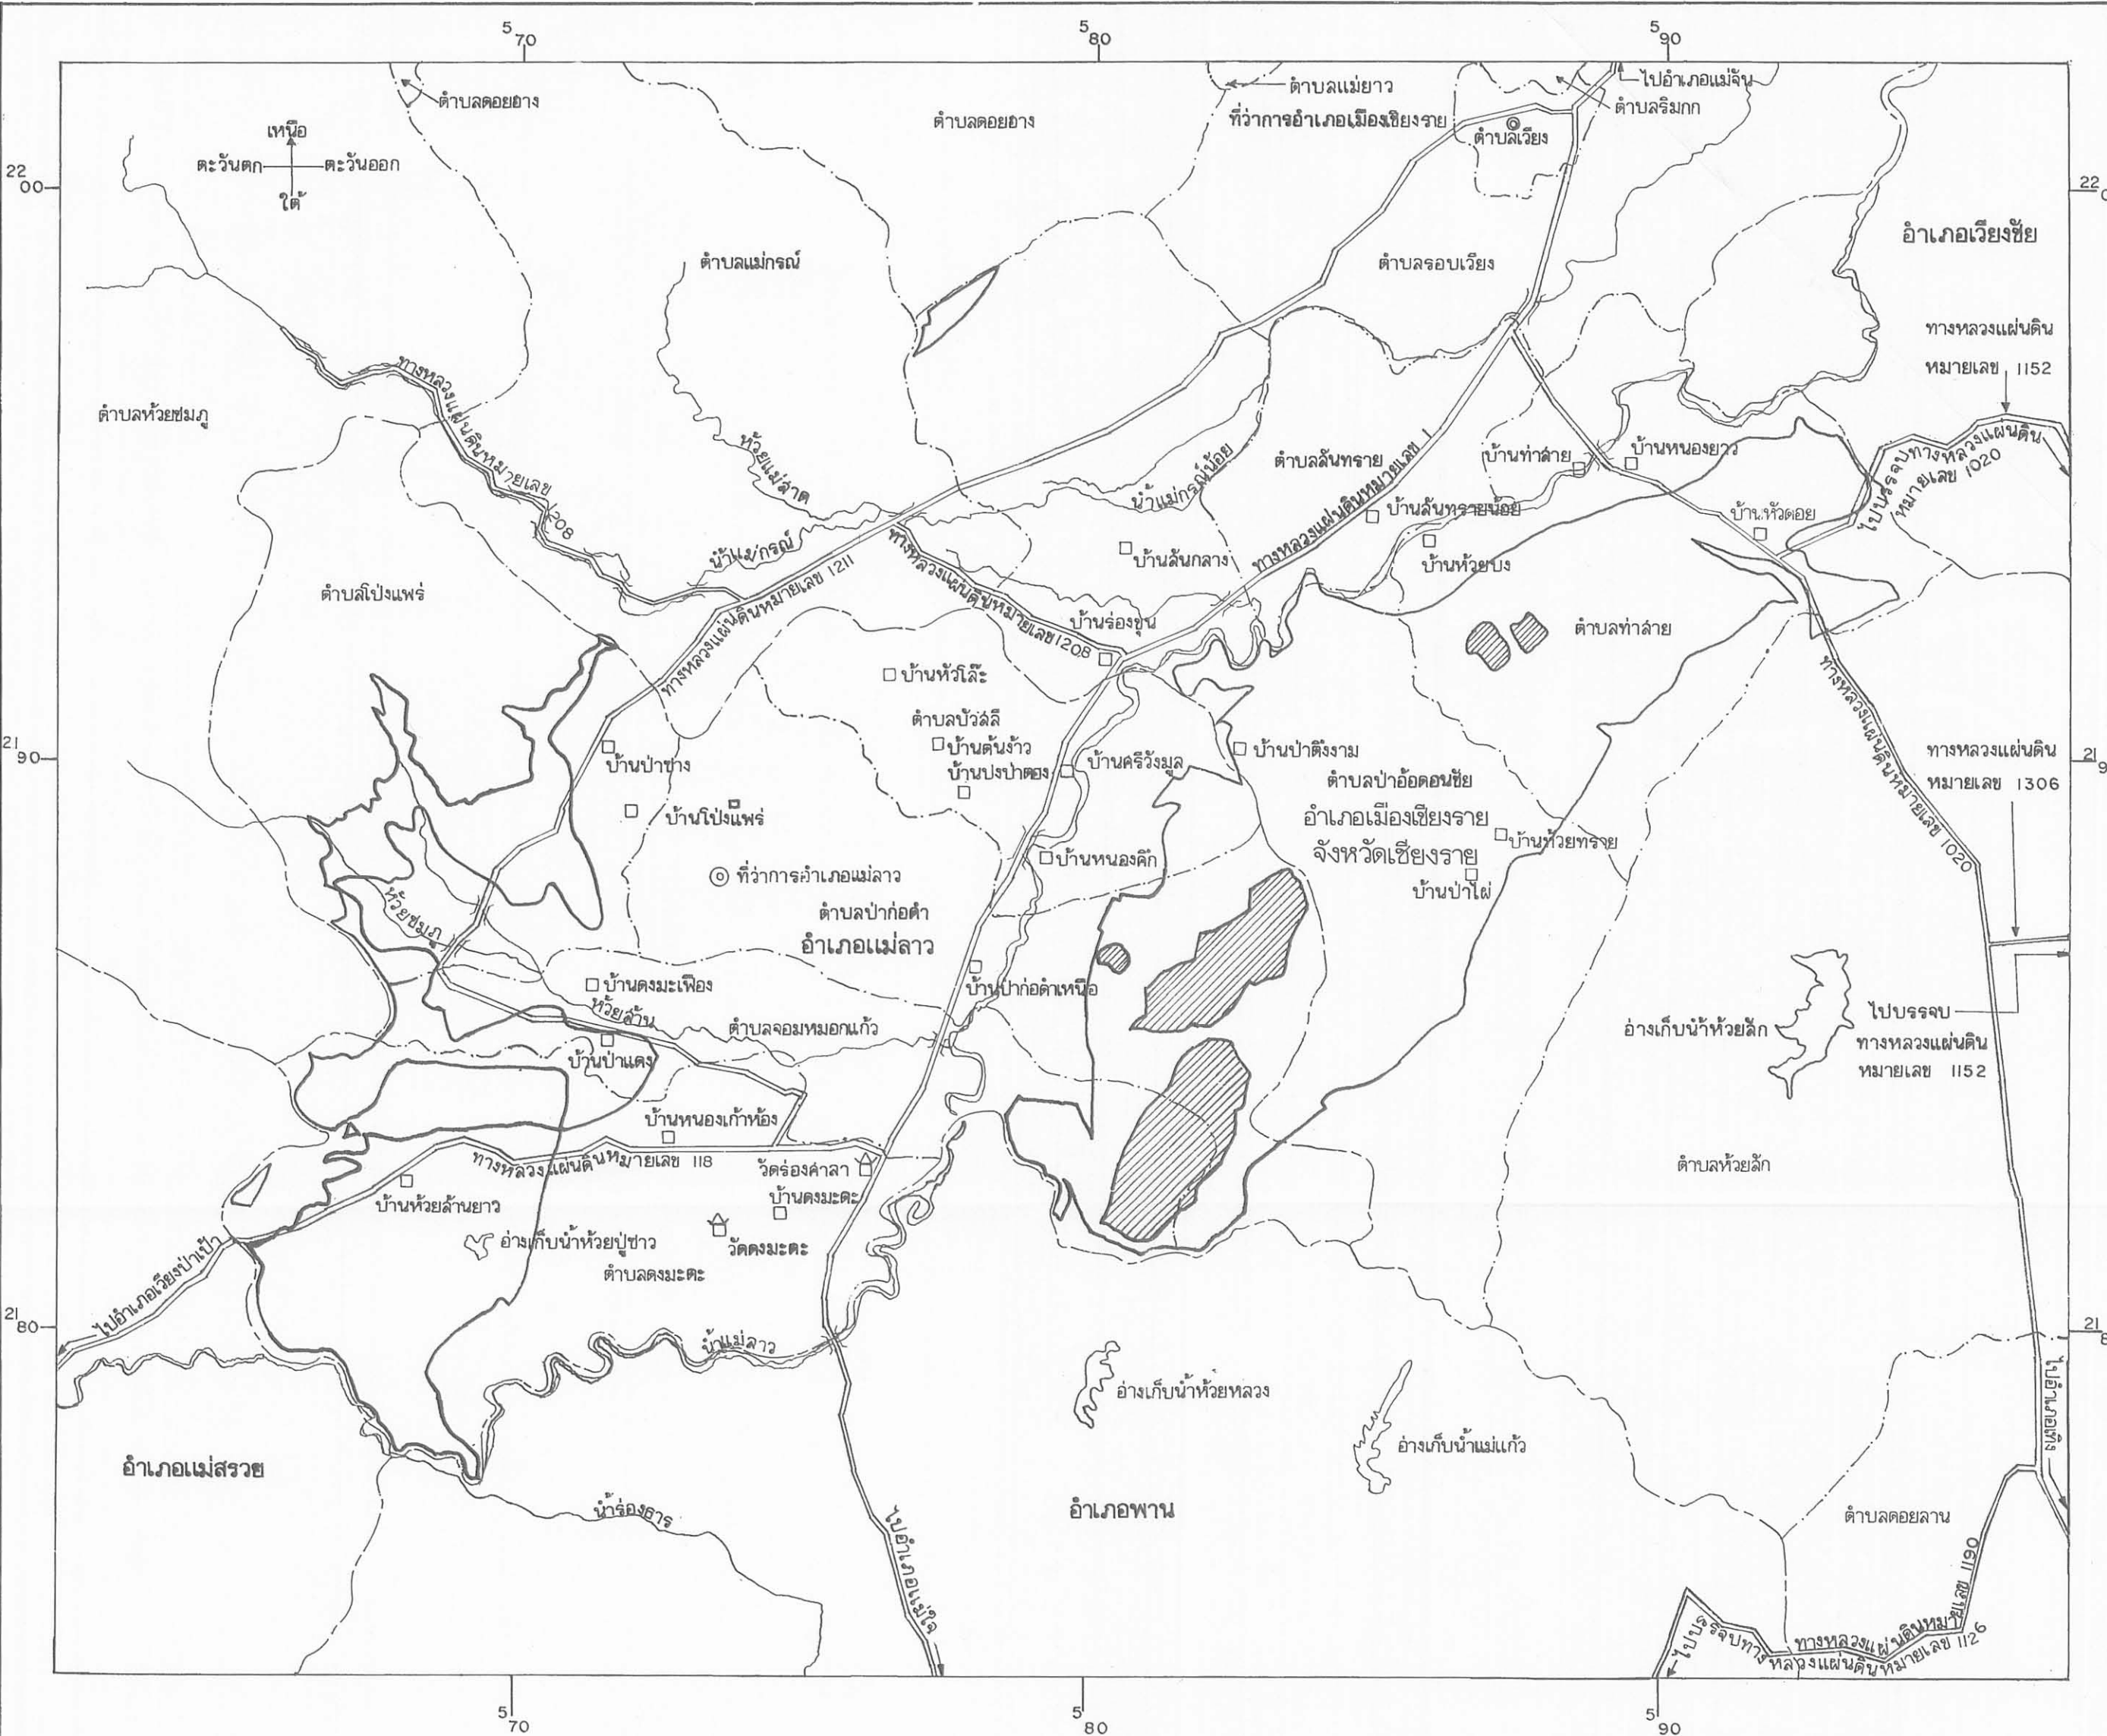 5 70
5 80
5 90
ตำบลดอยฮาง
ตำบลดอยฮาง
ตำบลแม่ยาว
ไปอำเภอแม่จัน
ที่ว่าการอำเภอเมืองเชียงราย
ตำบลริมกก
ตำบลเวียง
เหนือ
ตะวันตก
ตะวันออก
ใต้
22 00
22
ตำบลแม่กรณ์
ตำบลรอบเวียง
อำเภอเวียงชัย
ทางหลวงแผ่นดิน
หมายเลข 1152
ทางหลวงแผ่นดินหมายเลข 1208
ตำบลห้วยชมภู
ห้วยแม่สาด
น้ำแม่กรณ์น้อย
ตำบลสันทราย
บ้านท่าสาย
บ้านหนองยาว
ไปบรรจบทางหลวงแผ่นดิน
หมายเลข 1020
บ้านสันทรายน้อย
บ้านหัวดอย
น้ำแม่กรณ์
บ้านสันกลาง
ทางหลวงแผ่นดินหมายเลข 1
บ้านห้วยบง
ตำบลโป่งแพร่
ทางหลวงแผ่นดินหมายเลข 1211
ทางหลวงแผ่นดินหมายเลข 1208
บ้านร่องขุ่น
ตำบลท่าสาย
บ้านหัวโล๊ะ
ตำบลบัวสลี
บ้านต้นง้าว
บ้านปงป่าตอง
บ้านศรีวังมูล
บ้านป่าตึงงาม
21 90
21 9
บ้านป่าซาง
ทางหลวงแผ่นดินหมายเลข 1020
ทางหลวงแผ่นดิน
หมายเลข 1306
ตำบลป่าอ้อดอนชัย
อำเภอเมืองเชียงราย
จังหวัดเชียงราย
บ้านโป่งแพร่
บ้านห้วยทราย
บ้านหนองคึก
ที่ว่าการอำเภอแม่ลาว
บ้านป่าไผ่
ตำบลป่าก่อดำ
อำเภอแม่ลาว
ห้วยชมภู
บ้านดงมะเฟือง
บ้านป่าก่อดำเหนือ
ห้วยส้าน
ตำบลจอมหมอกแก้ว
อ่างเก็บน้ำห้วยสัก
ไปบรรจบ
ทางหลวงแผ่นดิน
หมายเลข 1152
บ้านป่าแดง
บ้านหนองเก้าห้อง
ทางหลวงแผ่นดินหมายเลข 118
วัดร่องศาลา
ตำบลห้วยสัก
บ้านดงมะดะ
บ้านห้วยส้านยาว
อ่างเก็บน้ำห้วยปู่ซาว
วัดดงมะดะ
ตำบลดงมะดะ
ไปอำเภอเวียงป่าเป้า
21 80
21 8
น้ำแม่ลาว
ไปอำเภอเทิง
อ่างเก็บน้ำห้วยหลวง
อ่างเก็บน้ำแม่แก้ว
อำเภอแม่สรวย
น้ำร่องธาร
อำเภอพาน
ตำบลดอยลาน
ไปอำเภอแม่ใจ
ทางหลวงแผ่นดินหมายเลข 1160
ไปบรรจบทางหลวงแผ่นดินหมายเลข 1126
5 70
5 80
5 90